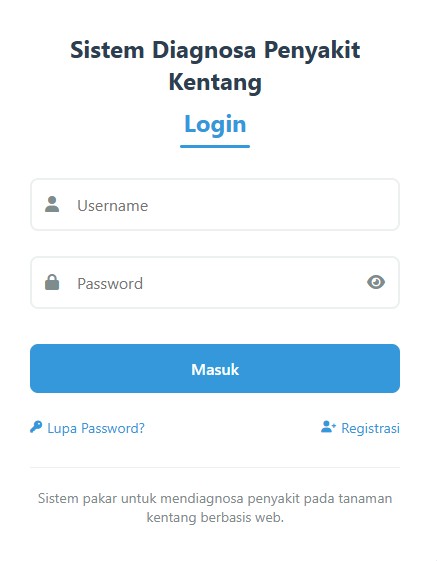 Sistem Diagnosa Penyakit
Kentang
Login
Username
Password
Masuk
Lupa Password?
Registrasi
Sistem pakar untuk mendiagnosa penyakit pada tanaman
kentang berbasis web.